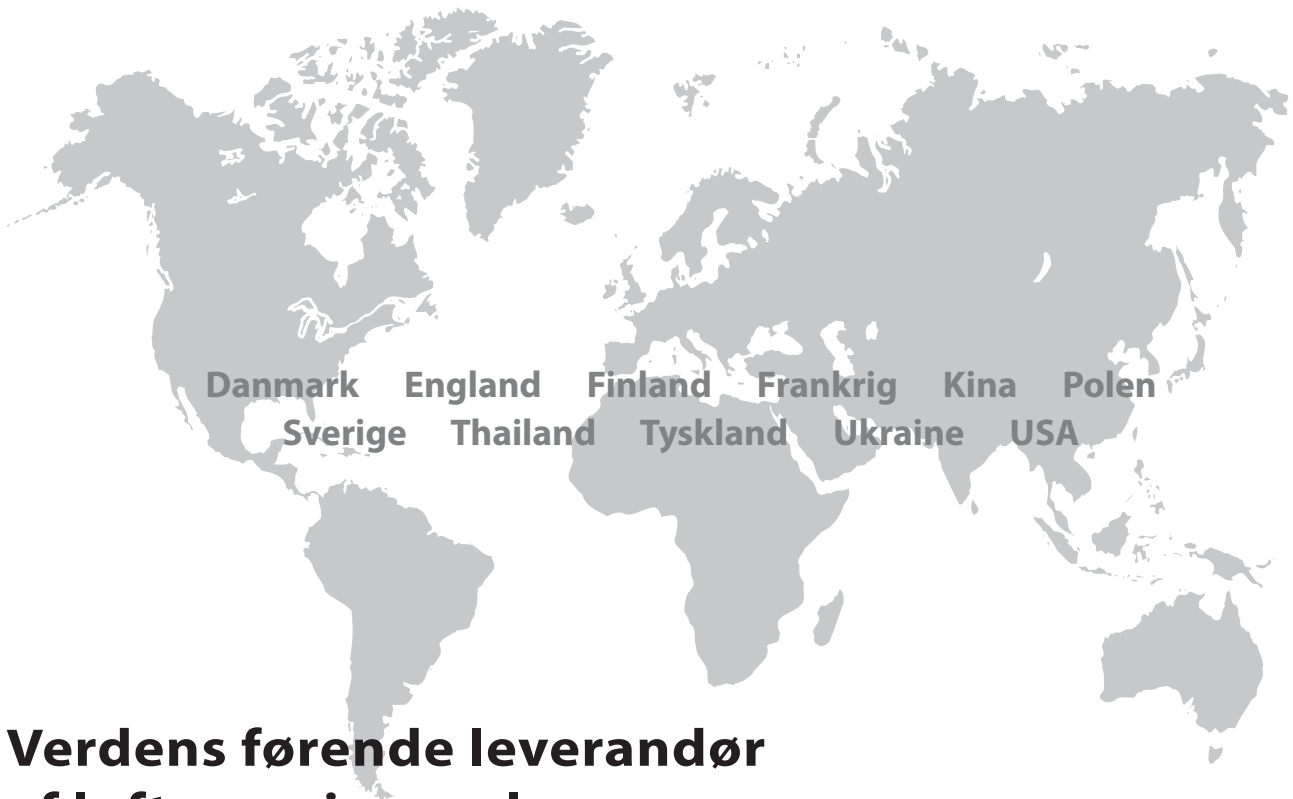 Danmark England Finland Frankrig Kina Polen
Sverige Thailand Tyskland Ukraine USA
Verdens førende leverandør